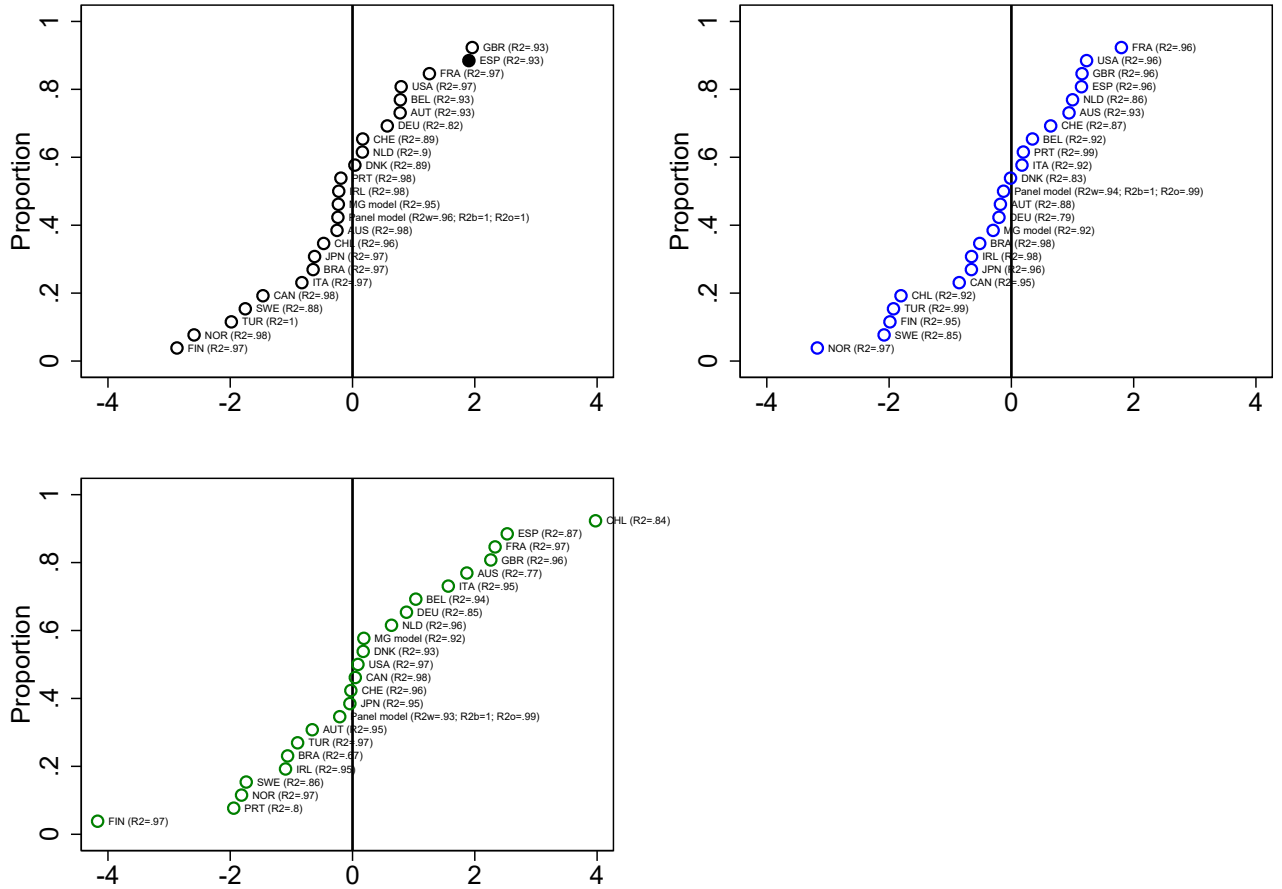 Proportion
0
.2
.4
.6
.8
1
GBR (R2=.93)
ESP (R2=.93)
FRA (R2=.97)
USA (R2=.97)
BEL (R2=.93)
AUT (R2=.93)
DEU (R2=.82)
CHE (R2=.89)
NLD (R2=.9)
DNK (R2=.89)
PRT (R2=.98)
IRL (R2=.98)
MG model (R2=.95)
Panel model (R2w=.96; R2b=1; R2o=1)
AUS (R2=.98)
CHL (R2=.96)
JPN (R2=.97)
BRA (R2=.97)
ITA (R2=.97)
CAN (R2=.98)
SWE (R2=.88)
TUR (R2=1)
NOR (R2=.98)
FIN (R2=.97)
-4 -2 0 2 4
Proportion
0
.2
.4
.6
.8
1
FRA (R2=.96)
USA (R2=.96)
GBR (R2=.96)
ESP (R2=.96)
NLD (R2=.86)
AUS (R2=.93)
CHE (R2=.87)
BEL (R2=.92)
PRT (R2=.99)
ITA (R2=.92)
DNK (R2=.83)
Panel model (R2w=.94; R2b=1; R2o=.99)
AUT (R2=.88)
DEU (R2=.79)
MG model (R2=.92)
BRA (R2=.98)
IRL (R2=.98)
JPN (R2=.96)
CAN (R2=.95)
CHL (R2=.92)
TUR (R2=.99)
FIN (R2=.95)
SWE (R2=.85)
NOR (R2=.97)
-4 -2 0 2 4
Proportion
0
.2
.4
.6
.8
1
CHL (R2=.84)
ESP (R2=.87)
FRA (R2=.97)
GBR (R2=.96)
AUS (R2=.77)
ITA (R2=.95)
BEL (R2=.94)
DEU (R2=.85)
NLD (R2=.96)
MG model (R2=.92)
DNK (R2=.93)
USA (R2=.97)
CAN (R2=.98)
CHE (R2=.96)
JPN (R2=.95)
Panel model (R2w=.93; R2b=1; R2o=.99)
AUT (R2=.95)
TUR (R2=.97)
BRA (R2=.67)
IRL (R2=.95)
SWE (R2=.86)
NOR (R2=.97)
PRT (R2=.8)
FIN (R2=.97)
-4 -2 0 2 4